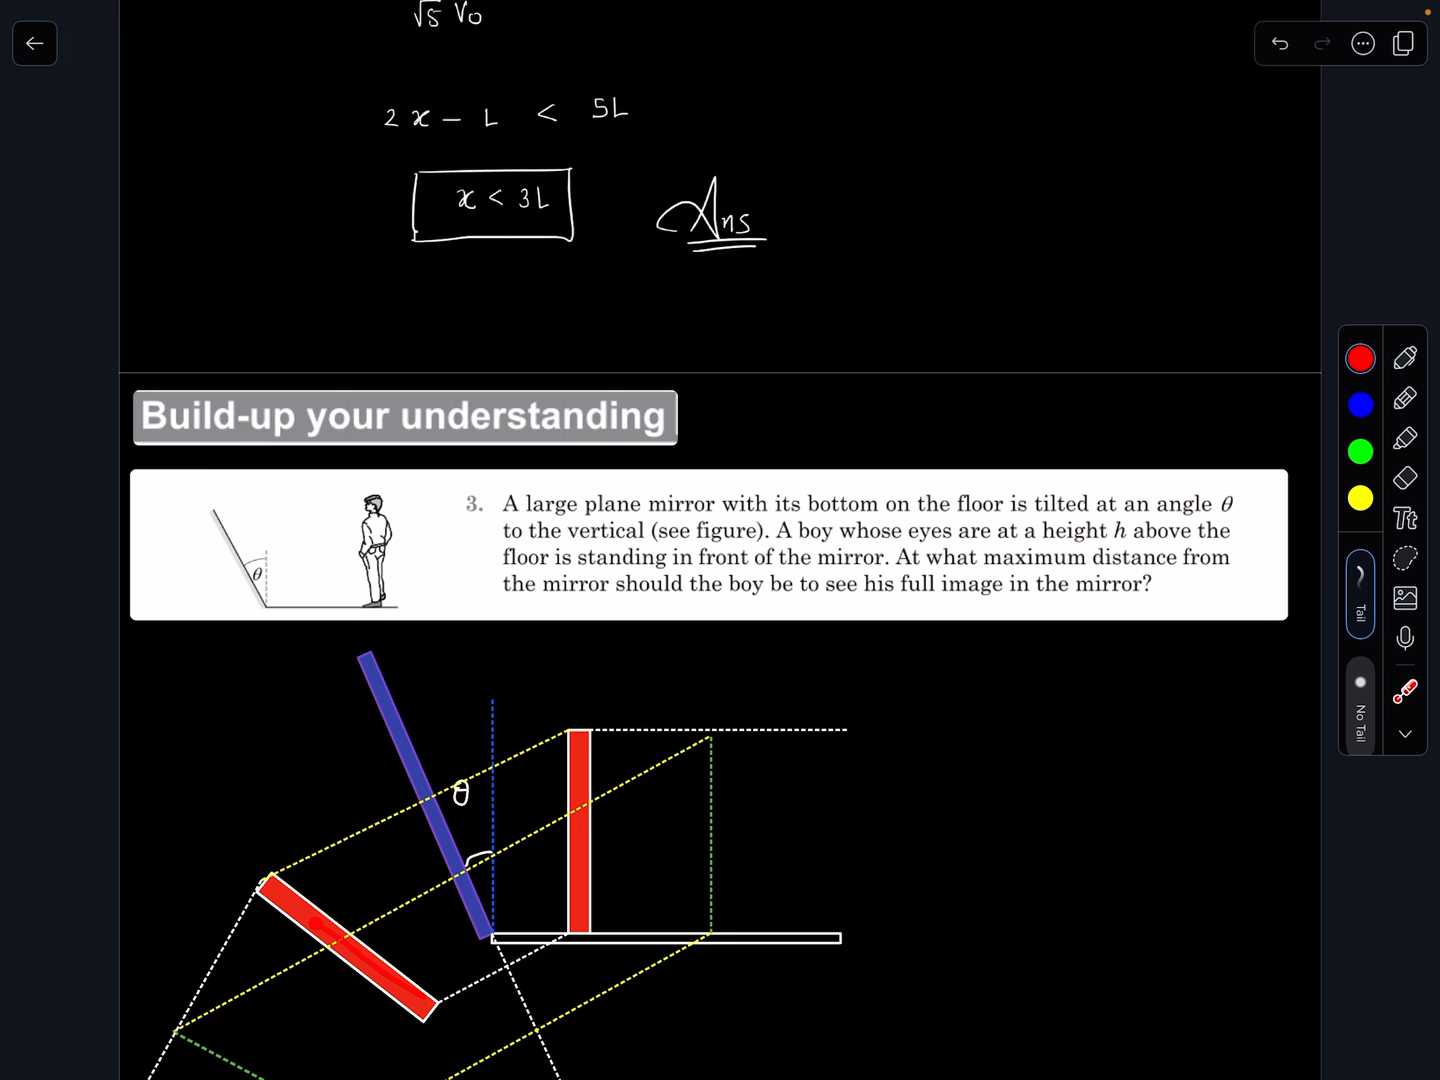 √5 V₀
2x - L < 5L
x < 3L
Ans
Build-up your understanding
3. A large plane mirror with its bottom on the floor is tilted at an angle θ
to the vertical (see figure). A boy whose eyes are at a height h above the
floor is standing in front of the mirror. At what maximum distance from
the mirror should the boy be to see his full image in the mirror?
θ
θ
Tt
Tail
No Tail